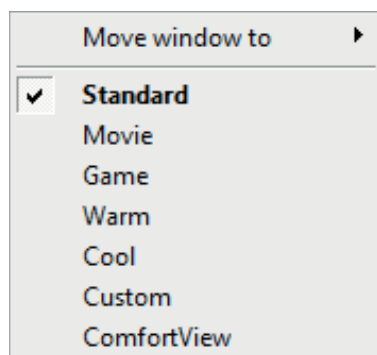 Move window to
Standard
Movie
Game
Warm
Cool
Custom
ComfortView